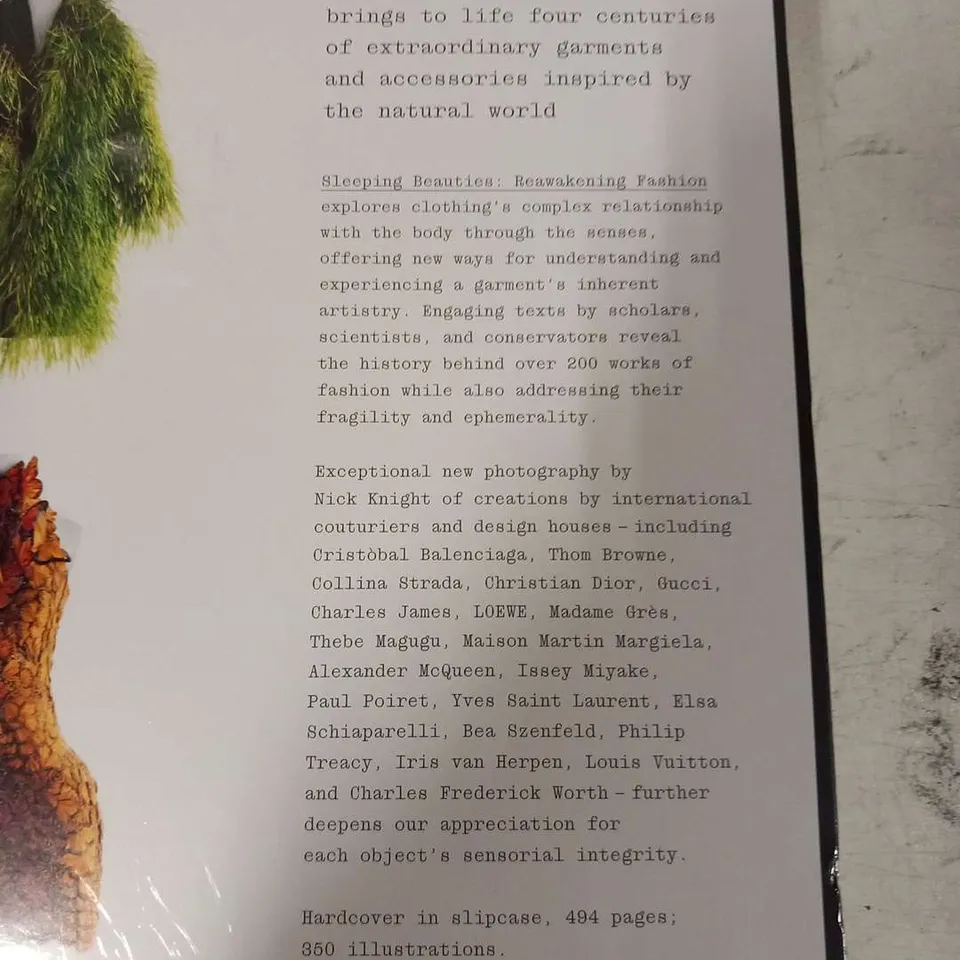 brings to life four centuries
of extraordinary garments
and accessories inspired by
the natural world
Sleeping Beauties: Reawakening Fashion
explores clothing's complex relationship
with the body through the senses,
offering new ways for understanding and
experiencing a garment's inherent
artistry. Engaging texts by scholars,
scientists, and conservators reveal
the history behind over 200 works of
fashion while also addressing their
fragility and ephemerality.
Exceptional new photography by
Nick Knight of creations by international
couturiers and design houses – including
Cristòbal Balenciaga, Thom Browne,
Collina Strada, Christian Dior, Gucci,
Charles James, LOEWE, Madame Grès,
Thebe Magugu, Maison Martin Margiela,
Alexander McQueen, Issey Miyake,
Paul Poiret, Yves Saint Laurent, Elsa
Schiaparelli, Bea Szenfeld, Philip
Treacy, Iris van Herpen, Louis Vuitton,
and Charles Frederick Worth – further
deepens our appreciation for
each object's sensorial integrity.
Hardcover in slipcase, 494 pages;
350 illustrations.